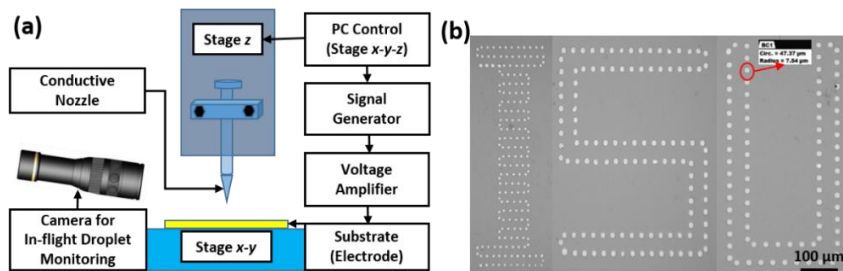 (a)
Stage z
PC Control
(Stage x-y-z)
Conductive
Nozzle
Signal
Generator
Voltage
Amplifier
Camera for
In-flight Droplet
Monitoring
Stage x-y
Substrate
(Electrode)
(b)
BC1
Circ. = 47.37 µm
Radius = 7.54 µm
100 µm